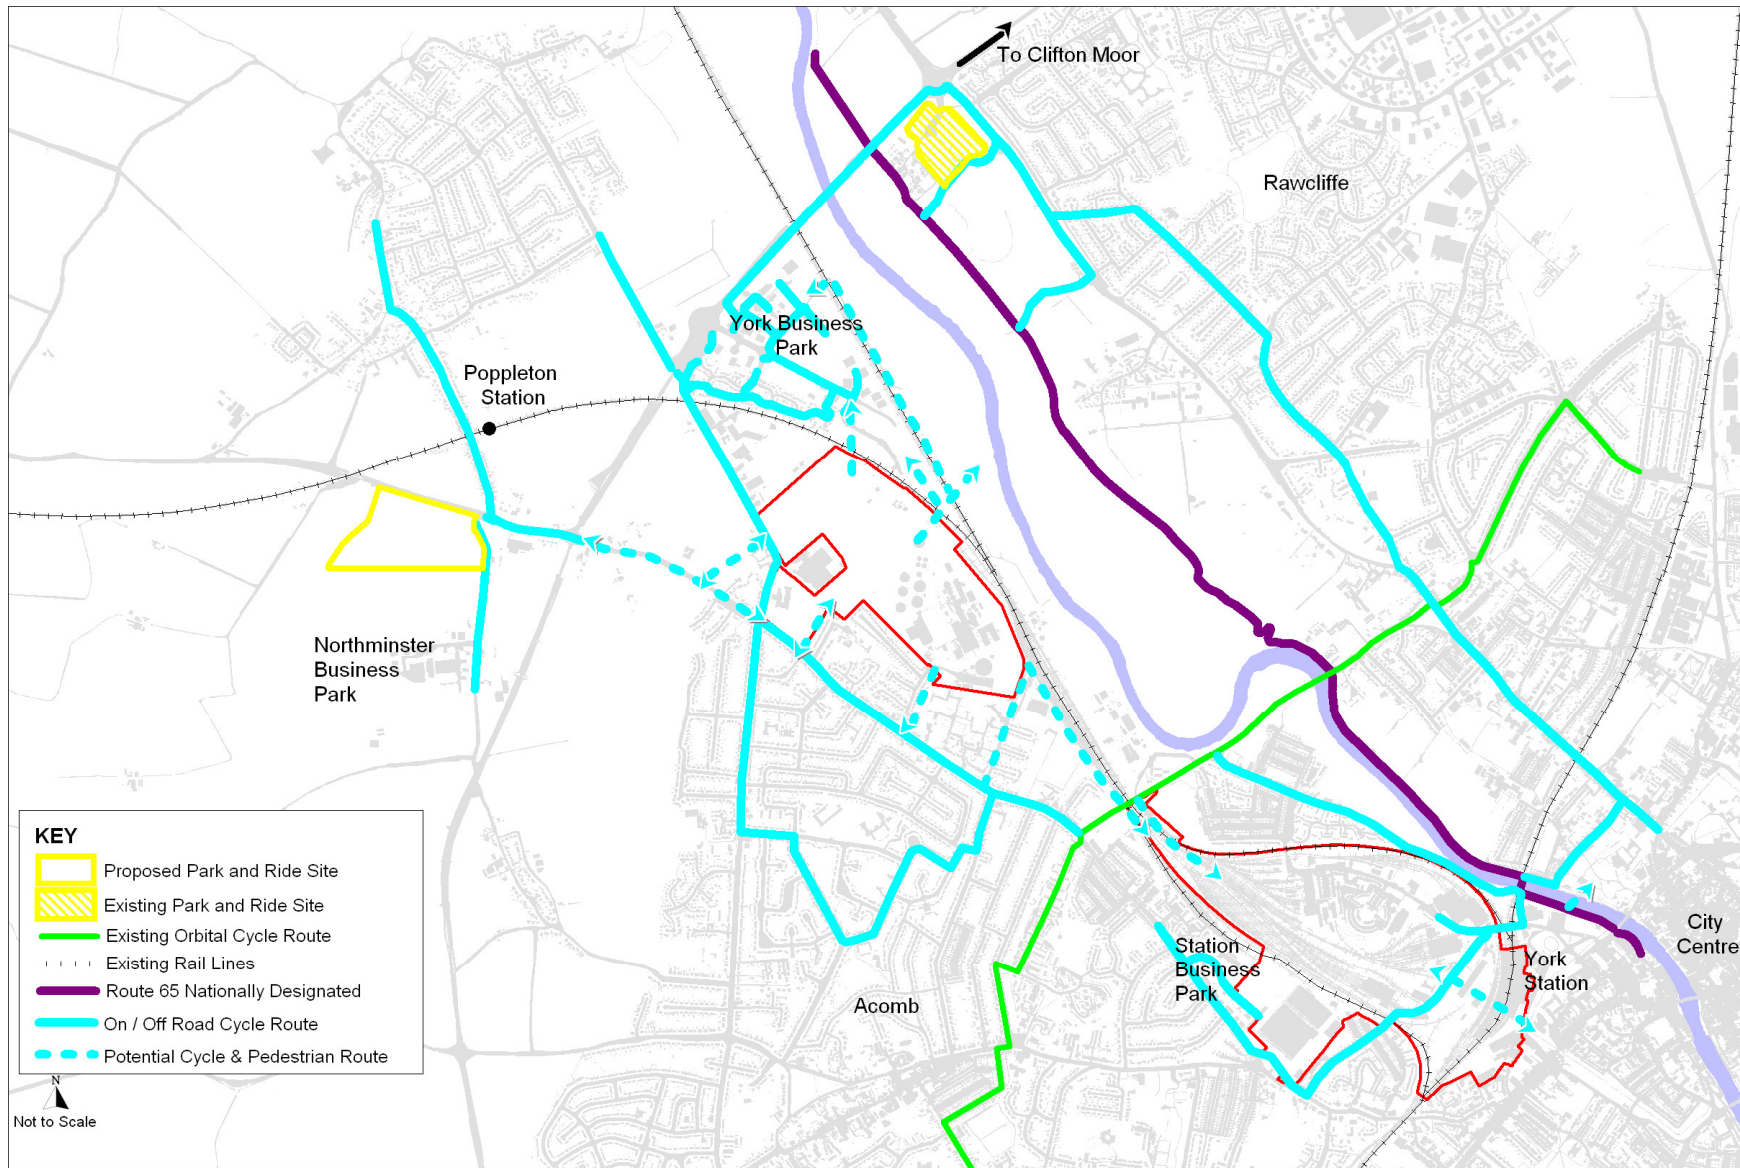 To Clifton Moor
Rawcliffe
York Business
Park
Poppleton
Station
Northminster
Business
Park
KEY
Proposed Park and Ride Site
Existing Park and Ride Site
Existing Orbital Cycle Route
Existing Rail Lines
Route 65 Nationally Designated
On / Off Road Cycle Route
Potential Cycle & Pedestrian Route
N
Not to Scale
Acomb
Station
Business
Park
York
Station
City
Centre